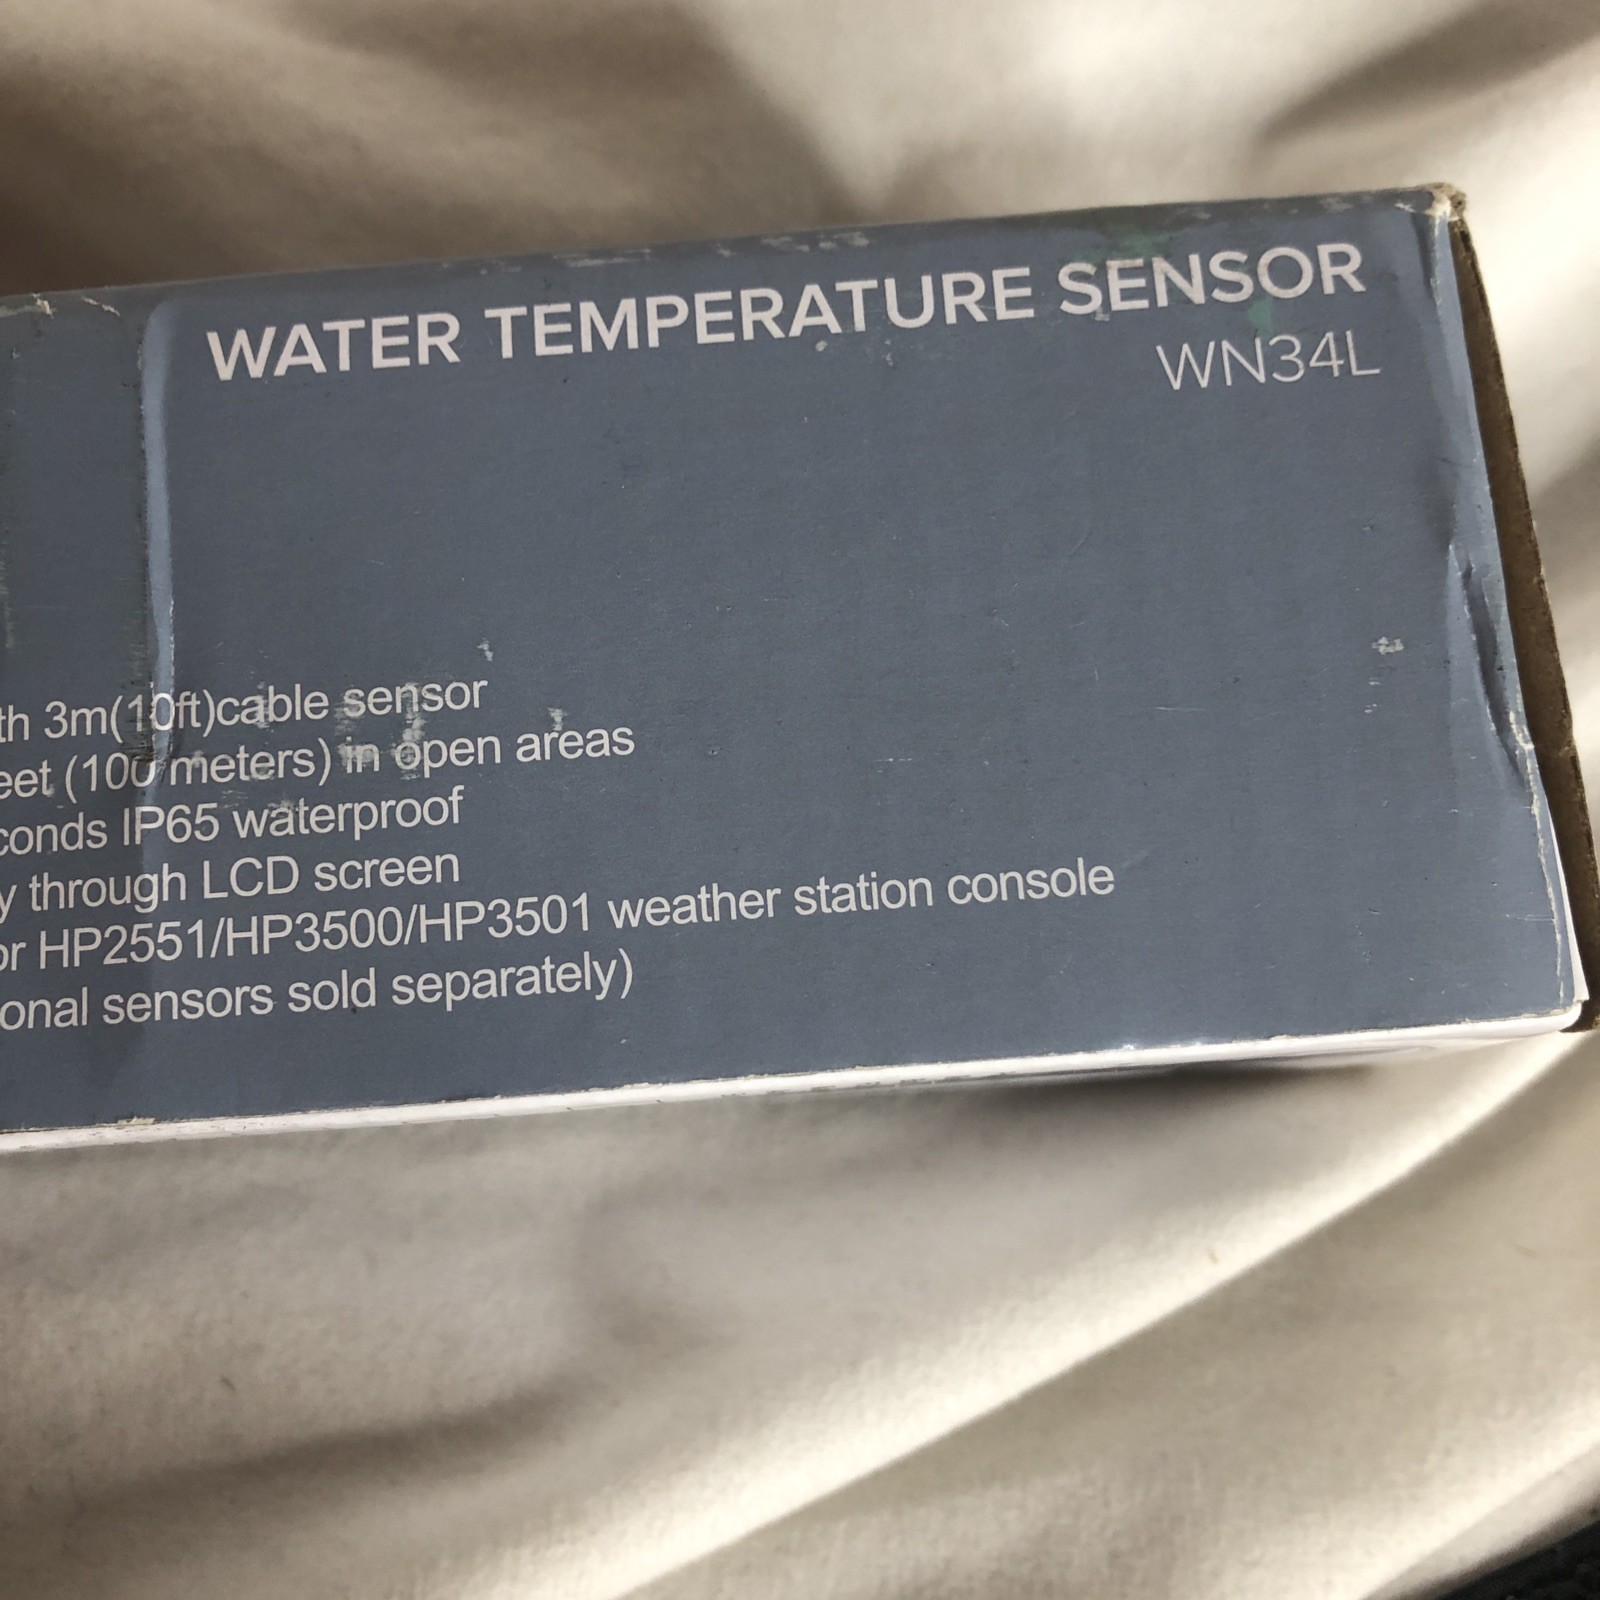 WATER TEMPERATURE SENSOR
WN34L
th 3m(10ft)cable sensor
eet (100 meters) in open areas
conds IP65 waterproof
y through LCD screen
or HP2551/HP3500/HP3501 weather station console
onal sensors sold separately)